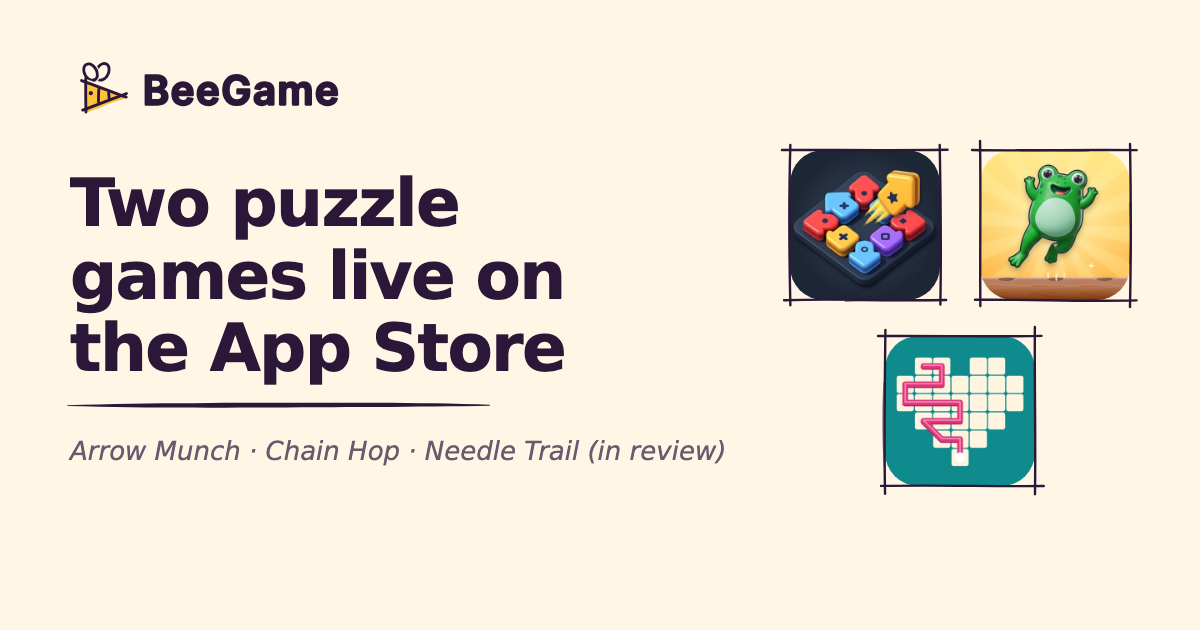 BeeGame
Two puzzle
games live on
the App Store
Arrow Munch · Chain Hop · Needle Trail (in review)